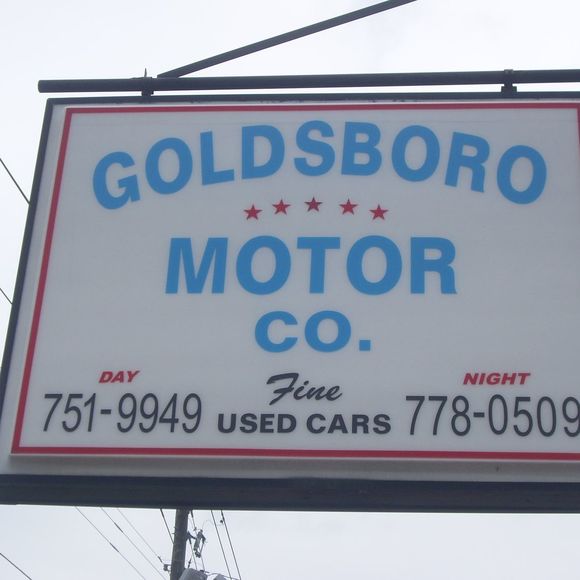 GOLDSBORO
MOTOR
CO.
DAY Fine NIGHT
751-9949 USED CARS 778-0509